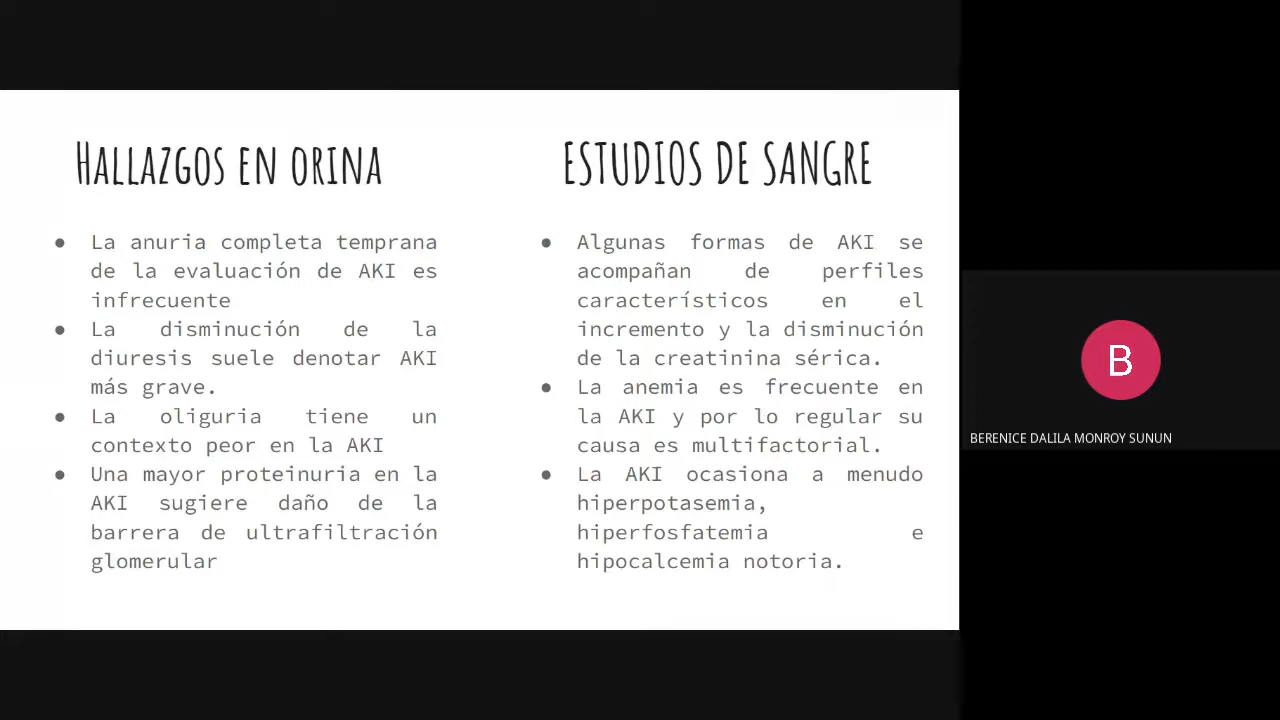 Hallazgos en orina
La anuria completa temprana
de la evaluación de AKI es
infrecuente
La disminución de la
diuresis suele denotar AKI
más grave.
La oliguria tiene un
contexto peor en la AKI
Una mayor proteinuria en la
AKI sugiere daño de la
barrera de ultrafiltración
glomerular
ESTUDIOS DE SANGRE
Algunas formas de AKI se
acompañan de perfiles
característicos en el
incremento y la disminución
de la creatinina sérica.
La anemia es frecuente en
la AKI y por lo regular su
causa es multifactorial.
La AKI ocasiona a menudo
hiperpotasemia,
hiperfosfatemia e
hipocalcemia notoria.
B
BERENICE DALILA MONROY SUNUN